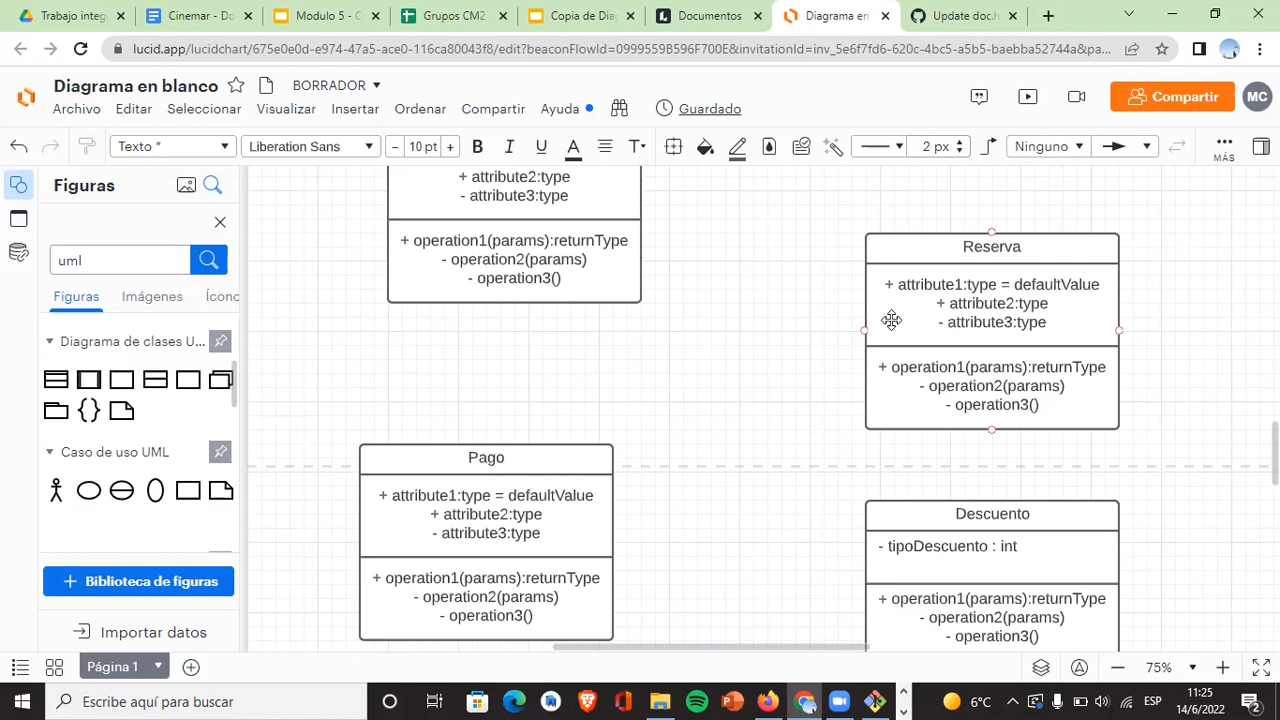 Trabajo integ
Cinemar - Do
Modulo 5 - C
Grupos CM2
Copia de Dia
Documentos
Diagrama en
Update doc.h
lucid.app/lucidchart/675e0e0d-e974-47a5-ace0-116ca80043f8/edit?beaconFlowId=0999559B596F700E&invitationId=inv_5e6f7fd6-620c-4bc5-a5b5-baebba52744a&pa...
Diagrama en blanco
BORRADOR
Archivo
Editar
Seleccionar
Visualizar
Insertar
Ordenar
Compartir
Ayuda
Guardado
Compartir
MC
Texto *
Liberation Sans
- 10 pt +
B
I
U
A
T
2 px
Ninguno
MÁS
Figuras
uml
Figuras
Imágenes
Ícono
Diagrama de clases U...
Caso de uso UML
+ Biblioteca de figuras
Importar datos
+ attribute2:type
- attribute3:type
+ operation1(params):returnType
- operation2(params)
- operation3()
Reserva
+ attribute1:type = defaultValue
+ attribute2:type
- attribute3:type
+ operation1(params):returnType
- operation2(params)
- operation3()
Pago
+ attribute1:type = defaultValue
+ attribute2:type
- attribute3:type
+ operation1(params):returnType
- operation2(params)
- operation3()
Descuento
- tipoDescuento : int
+ operation1(params):returnType
- operation2(params)
- operation3()
Página 1
75%
Escribe aquí para buscar
6°C
ESP
11:25
14/6/2022
2